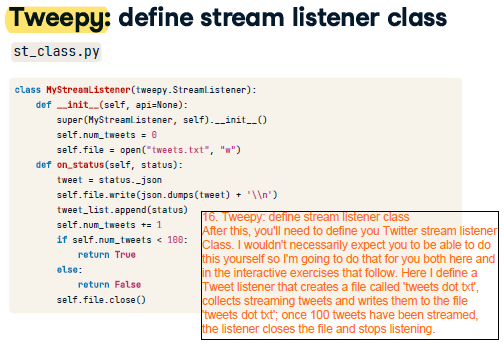 Tweepy: define stream listener class
st_class.py
class MyStreamListener(tweepy.StreamListener):
    def __init__(self, api=None):
        super(MyStreamListener, self).__init__()
        self.num_tweets = 0
        self.file = open("tweets.txt", "w")
    def on_status(self, status):
        tweet = status._json
        self.file.write(json.dumps(tweet) + '\\n')
        tweet_list.append(status)
        self.num_tweets += 1
        if self.num_tweets < 100:
            return True
        else:
            return False
        self.file.close()
16. Tweepy: define stream listener class
After this, you'll need to define you Twitter stream listener
Class. I wouldn't necessarily expect you to be able to do
this yourself so I'm going to do that for you both here and
in the interactive exercises that follow. Here I define a
Tweet listener that creates a file called 'tweets dot txt',
collects streaming tweets and writes them to the file
'tweets dot txt'; once 100 tweets have been streamed,
the listener closes the file and stops listening.